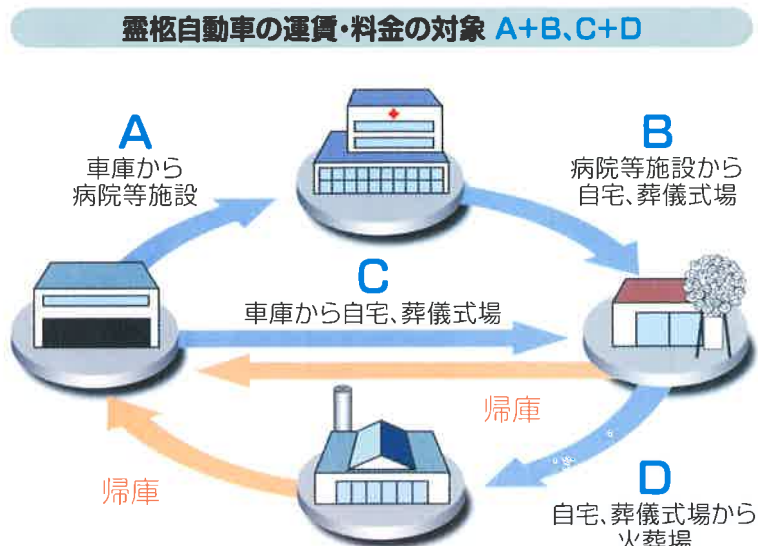 霊柩自動車の運賃・料金の対象 A+B、C+D
A
車庫から
病院等施設
B
病院等施設から
自宅、葬儀式場
C
車庫から自宅、葬儀式場
帰庫
帰庫
D
自宅、葬儀式場から
火葬場